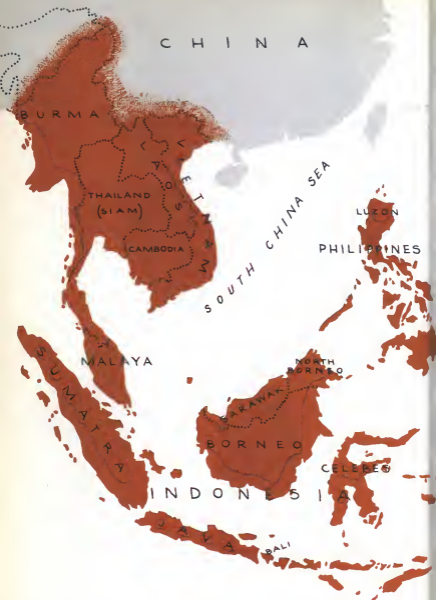 CHINA
BURMA
LAOS
VIETNAM
THAILAND
(SIAM)
CAMBODIA
SOUTH CHINA SEA
LUZON
PHILIPPINES
MALAYA
NORTH
BORNEO
SARAWAK
SUMATRA
BORNEO
CELEBES
INDONESIA
JAVA
BALI